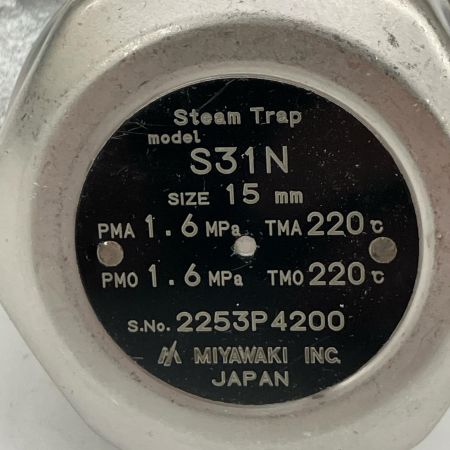 Steam Trap
model
S31N
SIZE 15 mm
PMA 1.6 MPa TMA 220 ℃
PMO 1.6 MPa TMO 220 ℃
S.No. 2253P4200
MIYAWAKI INC.
JAPAN